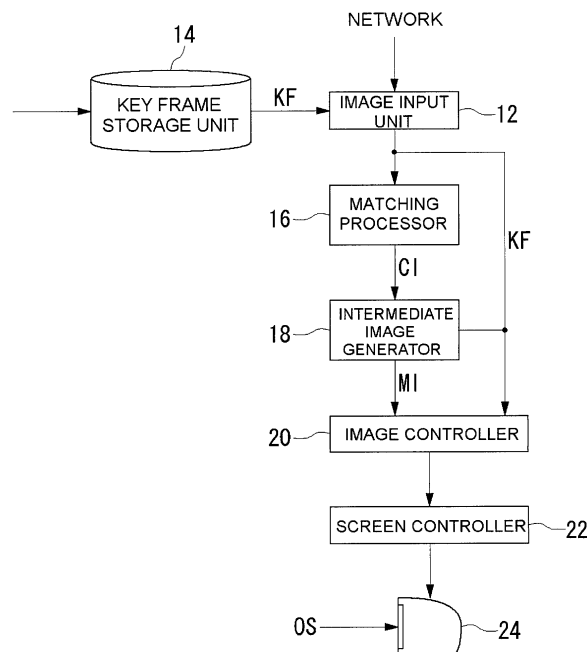 NETWORK
14
KEY FRAME
STORAGE UNIT
KF
IMAGE INPUT
UNIT
12
16
MATCHING
PROCESSOR
KF
CI
18
INTERMEDIATE
IMAGE
GENERATOR
MI
20
IMAGE CONTROLLER
SCREEN CONTROLLER
22
OS
24